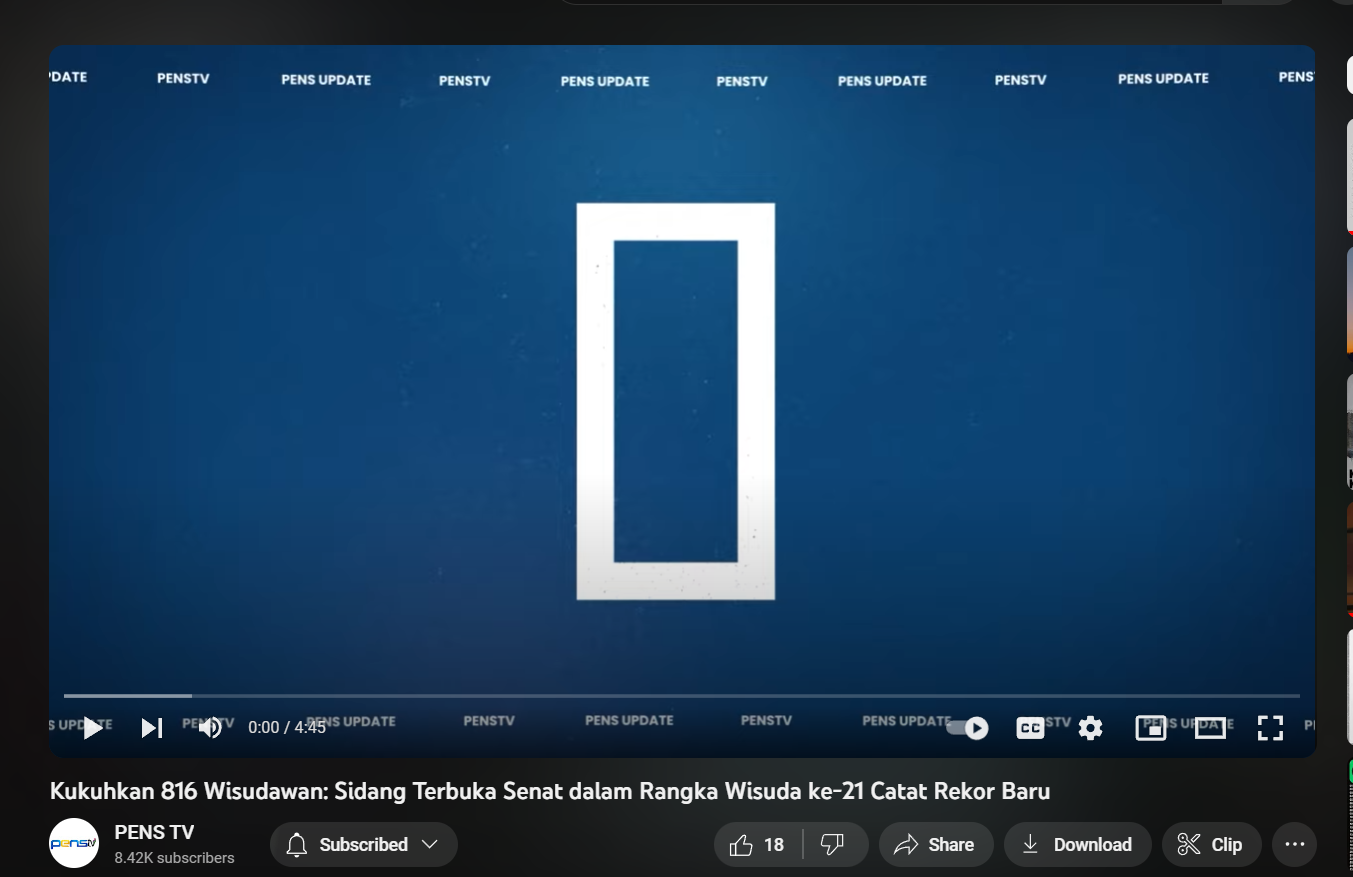 PDATE PENSTV PENS UPDATE PENSTV PENS UPDATE PENSTV PENS UPDATE PENSTV PENS UPDATE PENS
S UPDATE PENSTV PENS UPDATE PENSTV PENS UPDATE PENSTV PENS UPDATE STV PENS UPDATE P
0:00 / 4:45 CC
Kukuhkan 816 Wisudawan: Sidang Terbuka Senat dalam Rangka Wisuda ke-21 Catat Rekor Baru
penstv
PENS TV
8.42K subscribers
Subscribed
18 Share Download Clip